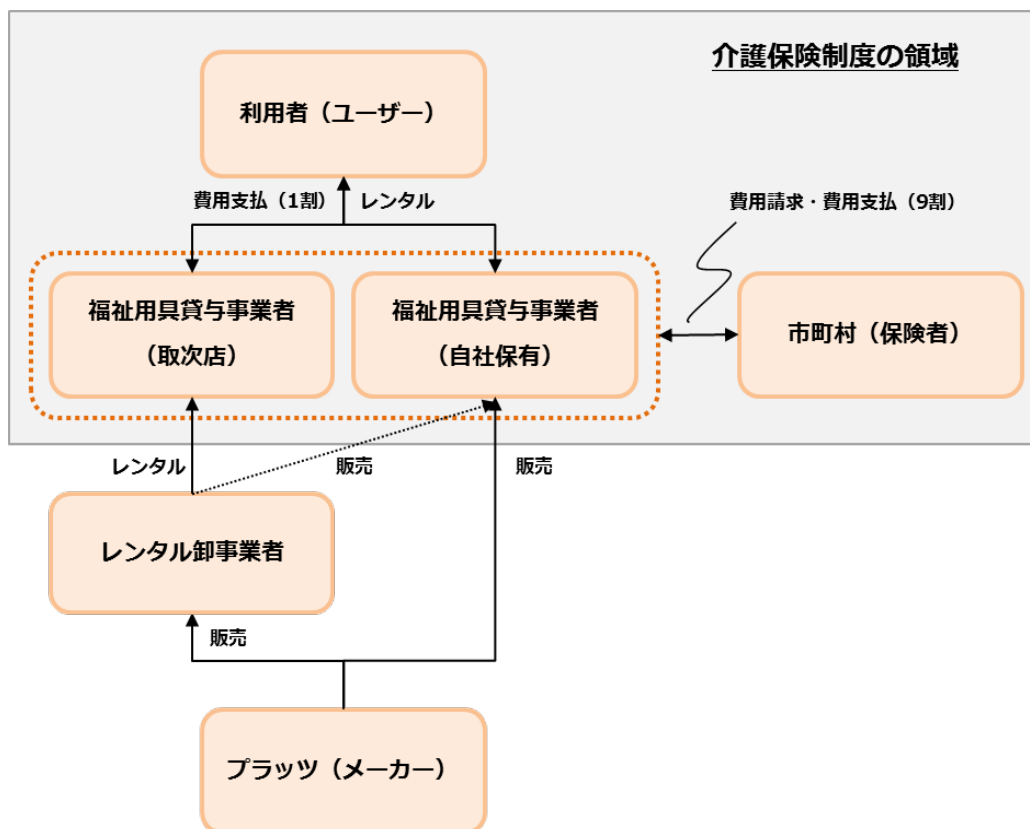 介護保険制度の領域
利用者（ユーザー）
費用支払（1割）
レンタル
費用請求・費用支払（9割）
福祉用具貸与事業者
（取次店）
福祉用具貸与事業者
（自社保有）
市町村（保険者）
レンタル
販売
販売
レンタル卸事業者
販売
プラッツ（メーカー）